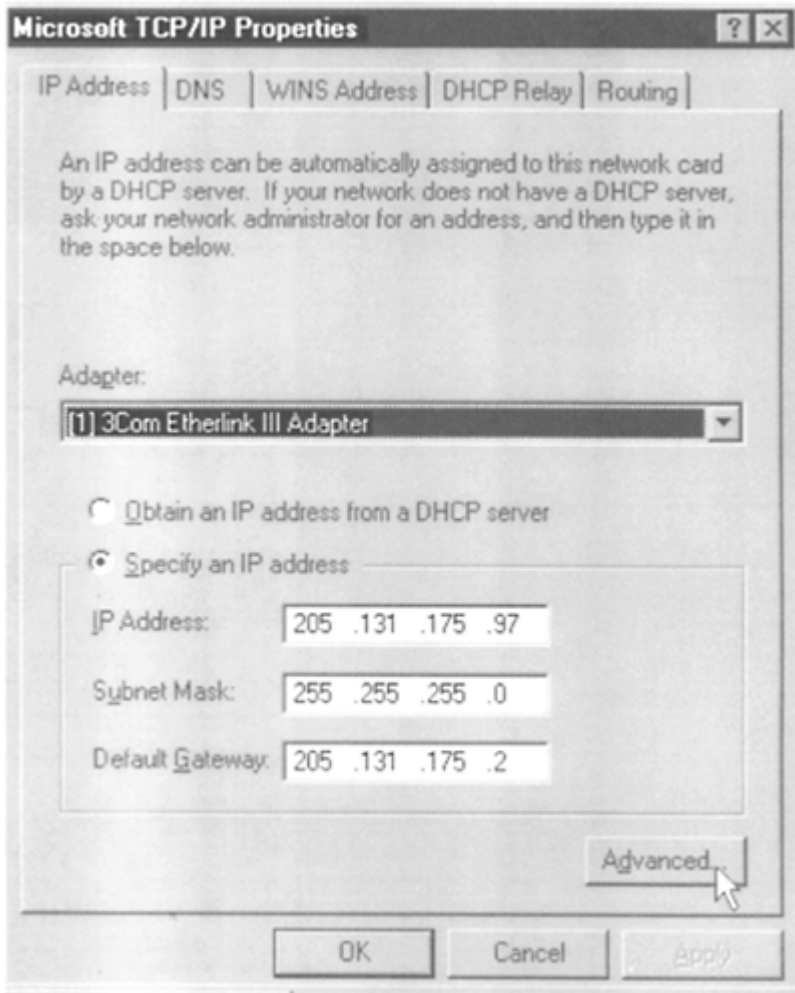 Microsoft TCP/IP Properties
? ×
IP Address DNS WINS Address DHCP Relay Routing
An IP address can be automatically assigned to this network card
by a DHCP server. If your network does not have a DHCP server,
ask your network administrator for an address, and then type it in
the space below.
Adapter:
[1] 3Com Etherlink III Adapter
Obtain an IP address from a DHCP server
Specify an IP address
IP Address: 205 .131 .175 .97
Subnet Mask: 255 .255 .255 .0
Default Gateway: 205 .131 .175 .2
Advanced...
OK Cancel Apply